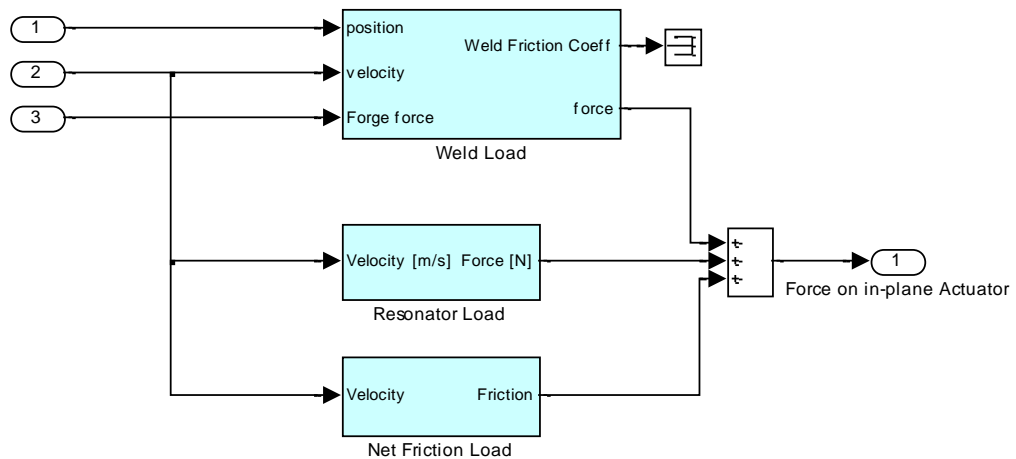 1
position
Weld Friction Coeff
2
velocity
force
3
Forge force
Weld Load
Velocity [m/s] Force [N]
Resonator Load
+
+
+
1
Force on in-plane Actuator
Velocity
Friction
Net Friction Load